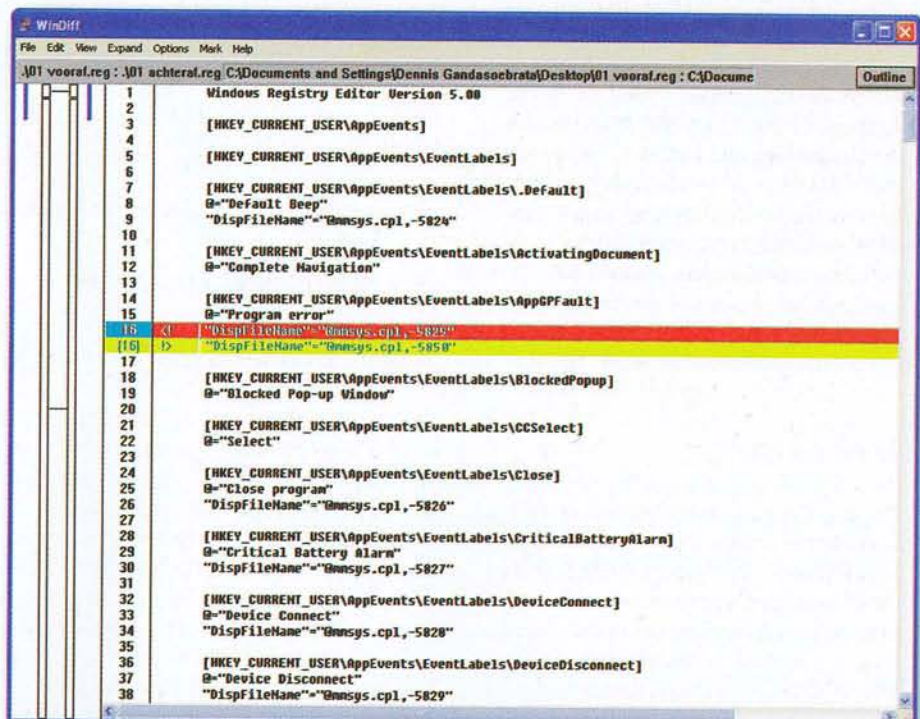 WinDiff
File Edit View Expand Options Mark Help
.\01 vooraf.reg : .\01 achteraf.reg C:\Documents and Settings\Dennis Gandasoebrata\Desktop\01 vooraf.reg : C:\Docume Outline
1 Windows Registry Editor Version 5.00
2
3 [HKEY_CURRENT_USER\AppEvents]
4
5 [HKEY_CURRENT_USER\AppEvents\EventLabels]
6
7 [HKEY_CURRENT_USER\AppEvents\EventLabels\.Default]
8 @="Default Beep"
9 "DispFileName"="@mmsys.cpl,-5824"
10
11 [HKEY_CURRENT_USER\AppEvents\EventLabels\ActivatingDocument]
12 @="Complete Navigation"
13
14 [HKEY_CURRENT_USER\AppEvents\EventLabels\AppGPFault]
15 @="Program error"
16 <! "DispFileName"="@mmsys.cpl,-5825"
(16) !> "DispFileName"="@mmsys.cpl,-5850"
17
18 [HKEY_CURRENT_USER\AppEvents\EventLabels\BlockedPopup]
19 @="Blocked Pop-up Window"
20
21 [HKEY_CURRENT_USER\AppEvents\EventLabels\CCSelect]
22 @="Select"
23
24 [HKEY_CURRENT_USER\AppEvents\EventLabels\Close]
25 @="Close program"
26 "DispFileName"="@mmsys.cpl,-5826"
27
28 [HKEY_CURRENT_USER\AppEvents\EventLabels\CriticalBatteryAlarm]
29 @="Critical Battery Alarm"
30 "DispFileName"="@mmsys.cpl,-5827"
31
32 [HKEY_CURRENT_USER\AppEvents\EventLabels\DeviceConnect]
33 @="Device Connect"
34 "DispFileName"="@mmsys.cpl,-5828"
35
36 [HKEY_CURRENT_USER\AppEvents\EventLabels\DeviceDisconnect]
37 @="Device Disconnect"
38 "DispFileName"="@mmsys.cpl,-5829"